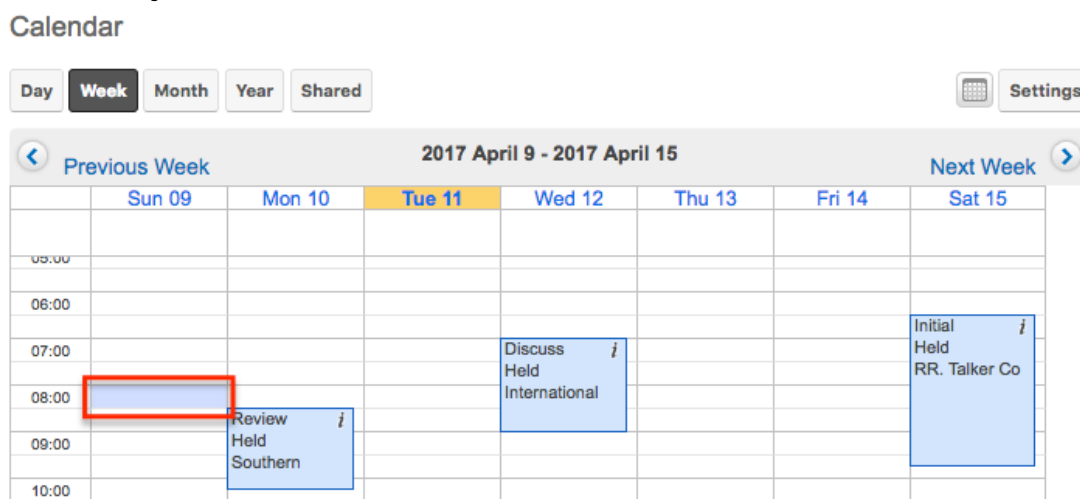 Calendar
Day Week Month Year Shared Settings
Previous Week 2017 April 9 - 2017 April 15 Next Week
Sun 09 Mon 10 Tue 11 Wed 12 Thu 13 Fri 14 Sat 15
05:00
06:00
Initial i
07:00 Discuss i Held
Held RR. Talker Co
08:00 International
Review i
09:00 Held
Southern
10:00